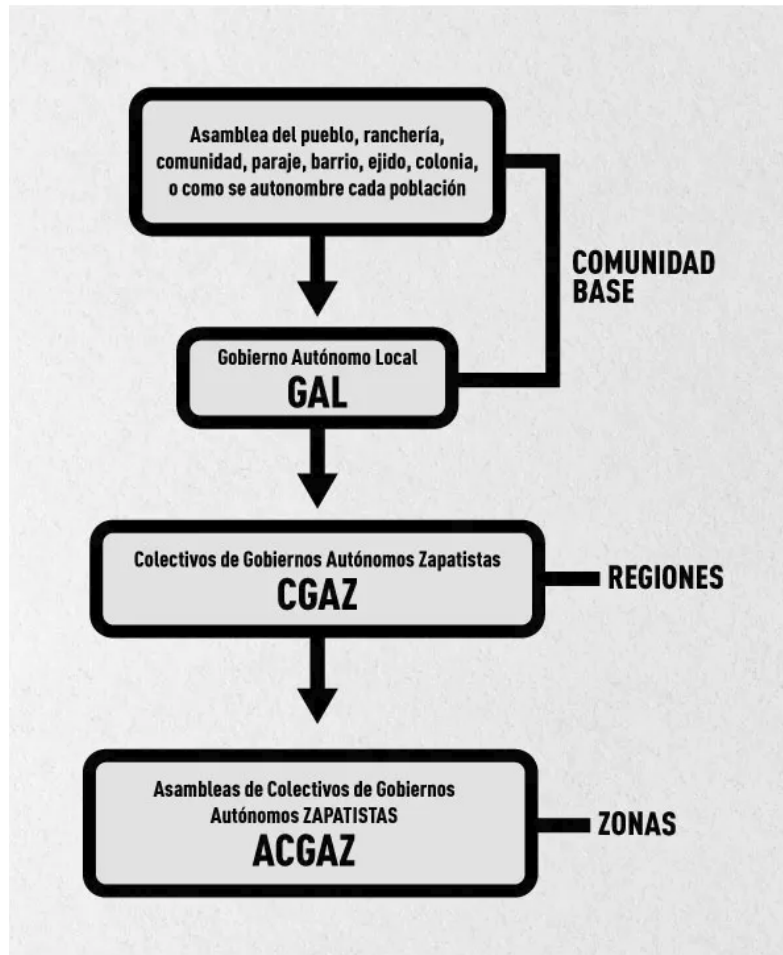 Asamblea del pueblo, ranchería,
comunidad, paraje, barrio, ejido, colonia,
o como se autonombre cada población
COMUNIDAD
BASE
Gobierno Autónomo Local
GAL
Colectivos de Gobiernos Autónomos Zapatistas
CGAZ
REGIONES
Asambleas de Colectivos de Gobiernos
Autónomos ZAPATISTAS
ACGAZ
ZONAS